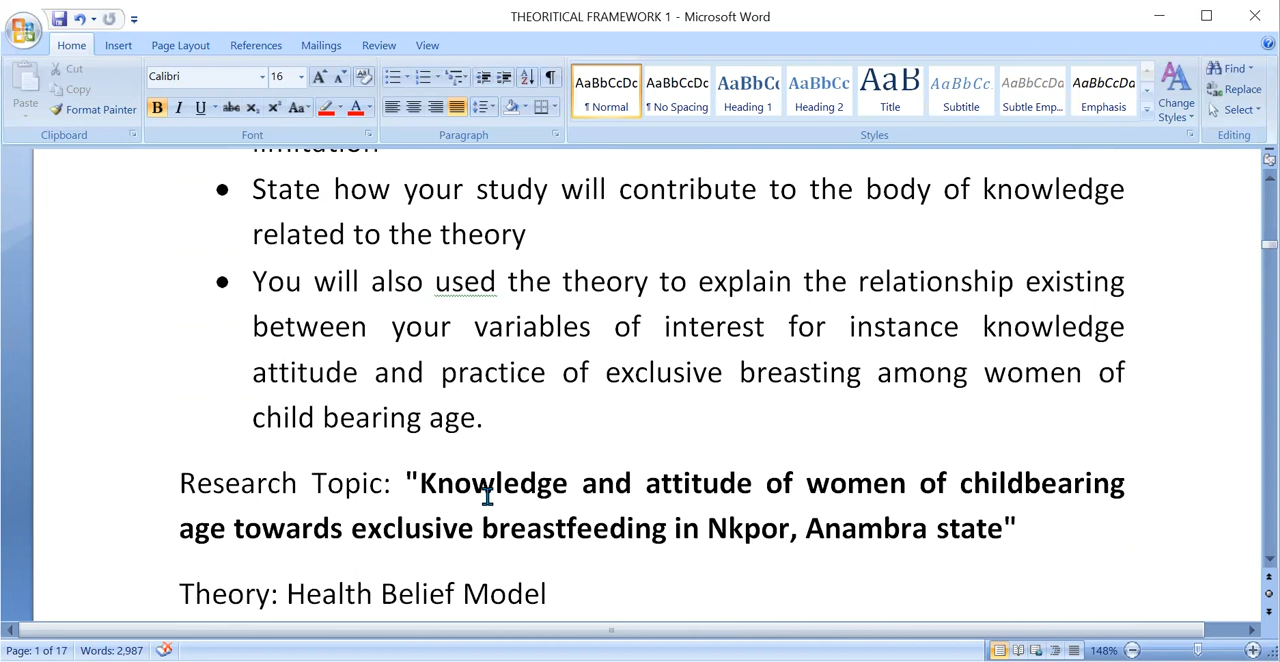 THEORITICAL FRAMEWORK 1 - Microsoft Word
Home Insert Page Layout References Mailings Review View
Paste
Cut
Copy
Format Painter
Clipboard
Calibri 16
Font
Paragraph
AaBbCcDc AaBbCcDc AaBbCc AaBbCc AaB AaBbCc. AaBbCcDa AaBbCcDa
¶ Normal ¶ No Spacing Heading 1 Heading 2 Title Subtitle Subtle Emp... Emphasis
Change
Styles
Styles
Find
Replace
Select
Editing
limitation
• State how your study will contribute to the body of knowledge
related to the theory
• You will also used the theory to explain the relationship existing
between your variables of interest for instance knowledge
attitude and practice of exclusive breasting among women of
child bearing age.
Research Topic: "Knowledge and attitude of women of childbearing
age towards exclusive breastfeeding in Nkpor, Anambra state"
Theory: Health Belief Model
Page: 1 of 17 Words: 2,987 148%